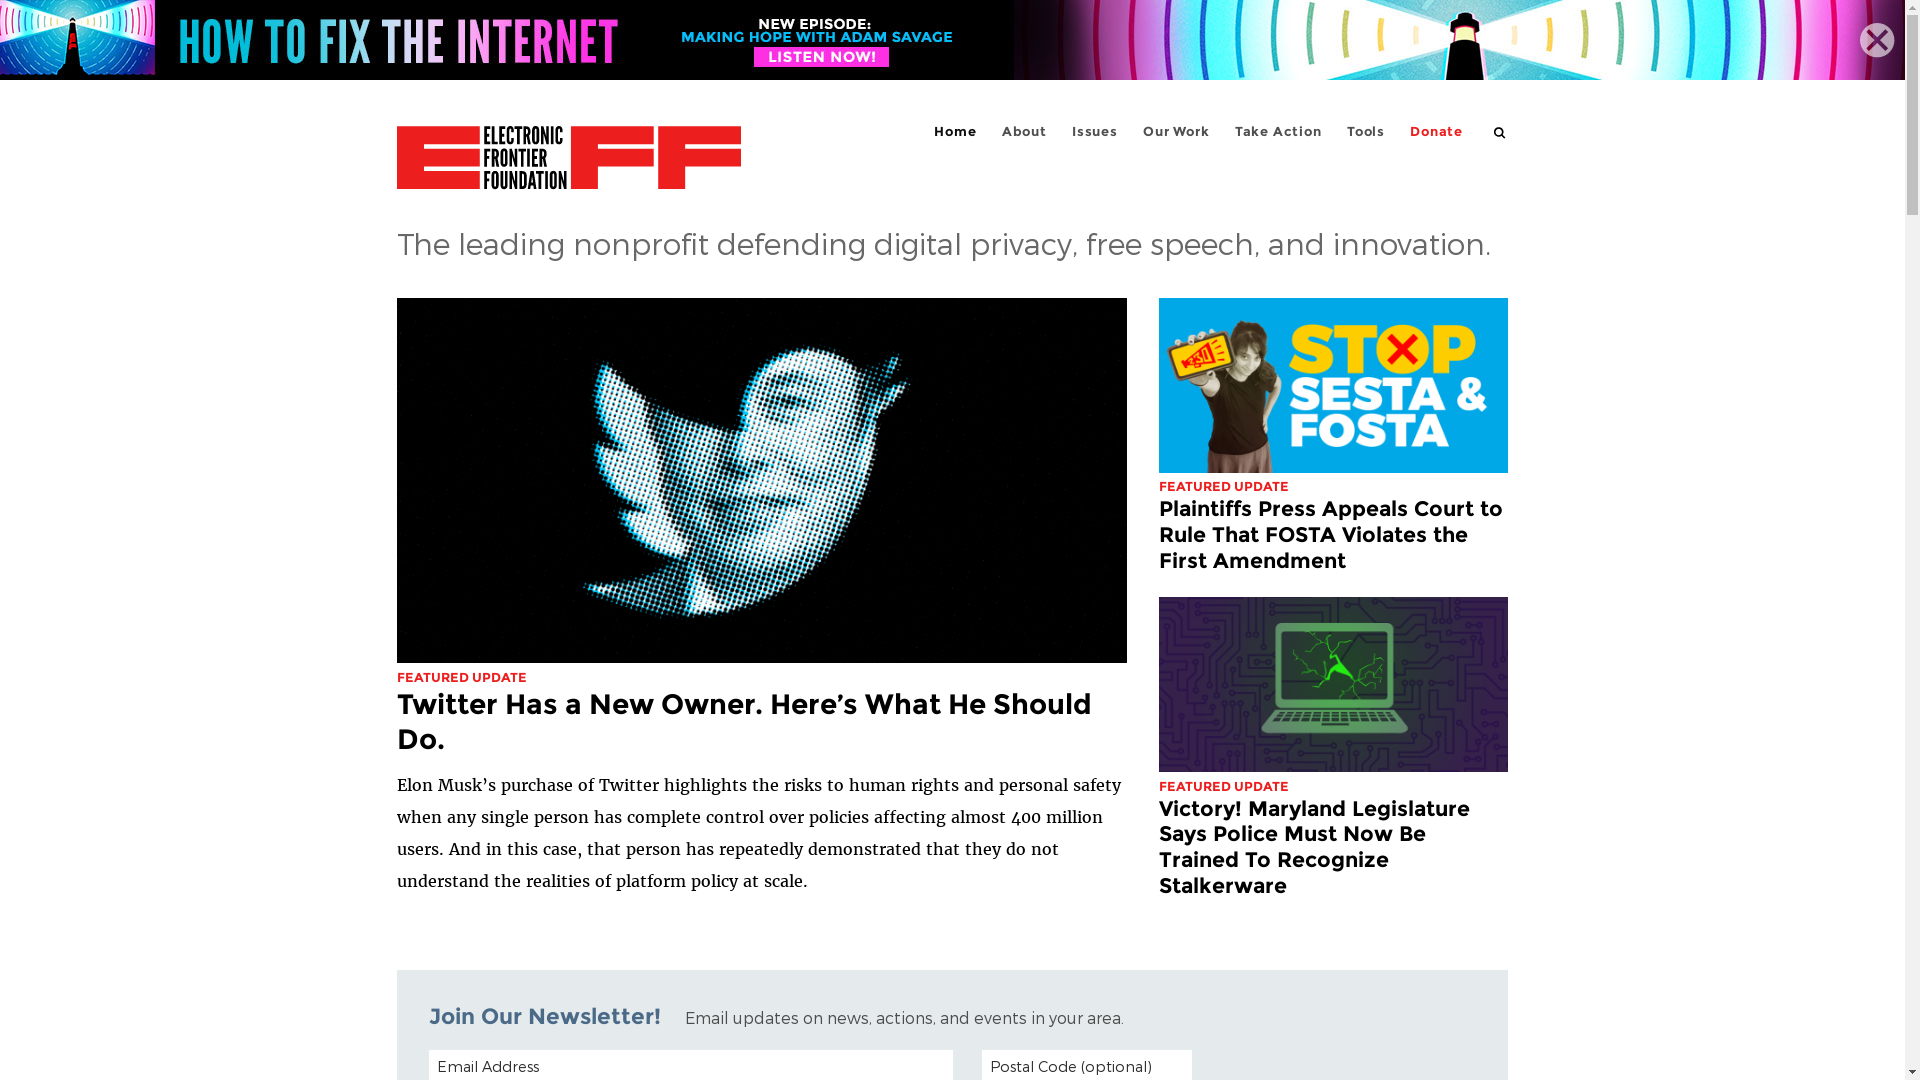 HOW TO FIX THE INTERNET
NEW EPISODE:
MAKING HOPE WITH ADAM SAVAGE
LISTEN NOW!
ELECTRONIC
FRONTIER
FOUNDATION
EFF
Home About Issues Our Work Take Action Tools Donate
The leading nonprofit defending digital privacy, free speech, and innovation.
FEATURED UPDATE
Twitter Has a New Owner. Here’s What He Should
Do.
Elon Musk’s purchase of Twitter highlights the risks to human rights and personal safety
when any single person has complete control over policies affecting almost 400 million
users. And in this case, that person has repeatedly demonstrated that they do not
understand the realities of platform policy at scale.
230
STOP
SESTA &
FOSTA
FEATURED UPDATE
Plaintiffs Press Appeals Court to
Rule That FOSTA Violates the
First Amendment
FEATURED UPDATE
Victory! Maryland Legislature
Says Police Must Now Be
Trained To Recognize
Stalkerware
Join Our Newsletter!
Email updates on news, actions, and events in your area.
Email Address
Postal Code (optional)